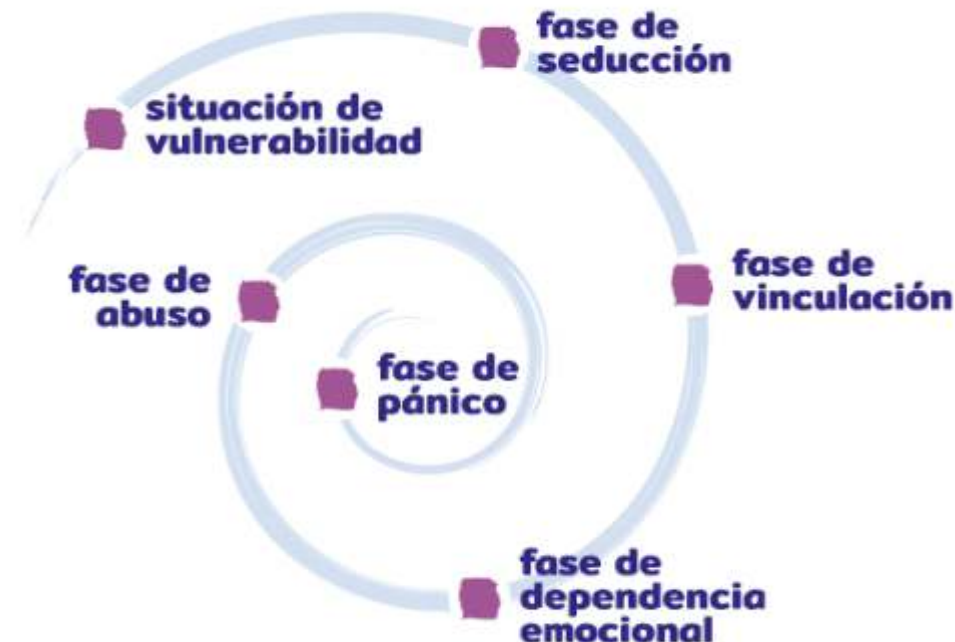 situación de
vulnerabilidad
fase de
seducción
fase de
vinculación
fase de
dependencia
emocional
fase de
abuso
fase de
pánico